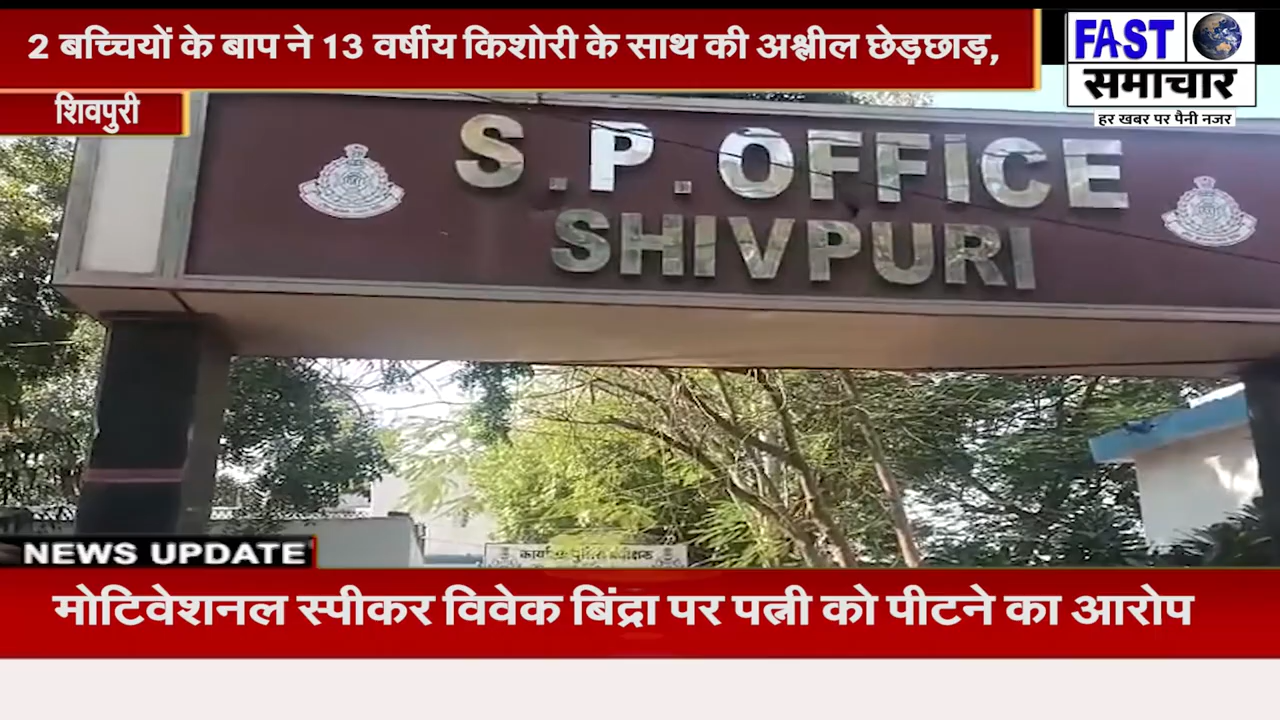 2 बच्चियों के बाप ने 13 वर्षीय किशोरी के साथ की अश्लील छेड़छाड़,
FAST
समाचार
हर खबर पर पैनी नजर
शिवपुरी
S.P.OFFICE
SHIVPURI
NEWS UPDATE
मोटिवेशनल स्पीकर विवेक बिंद्रा पर पत्नी को पीटने का आरोप